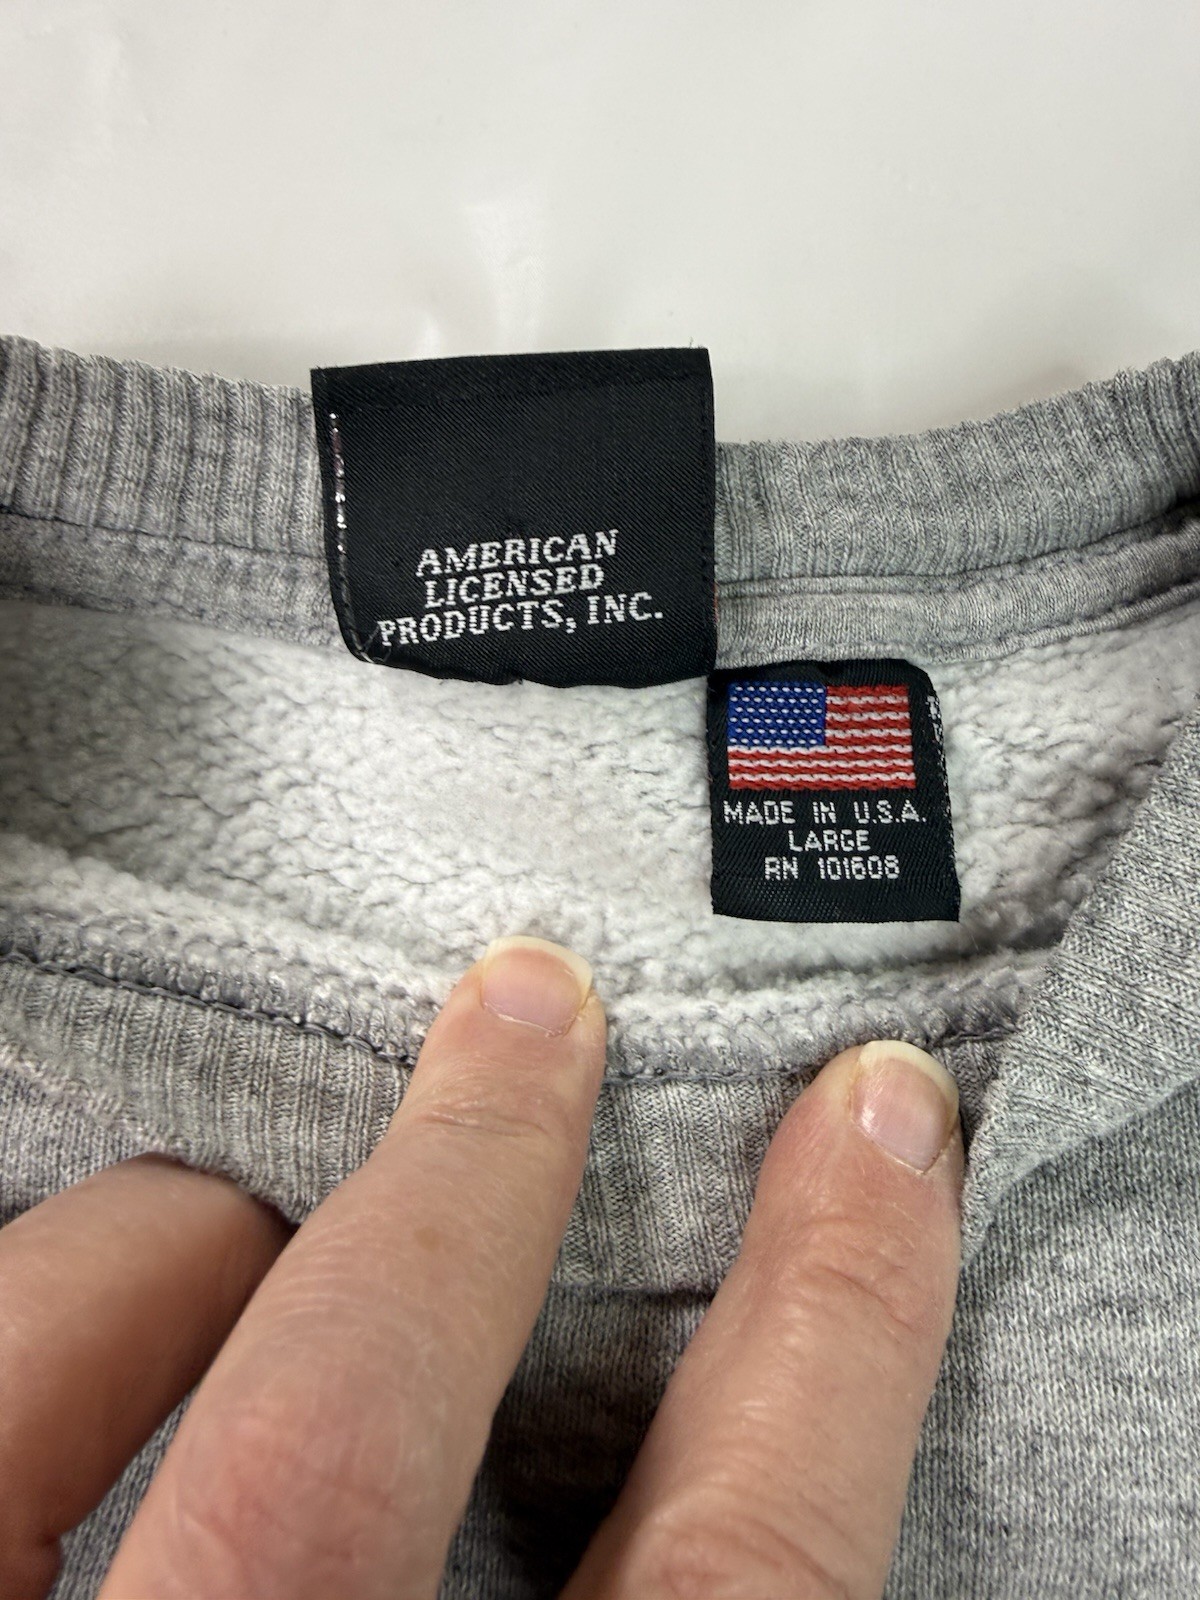 AMERICAN
LICENSED
PRODUCTS, INC.
MADE IN U.S.A.
LARGE
RN 101608